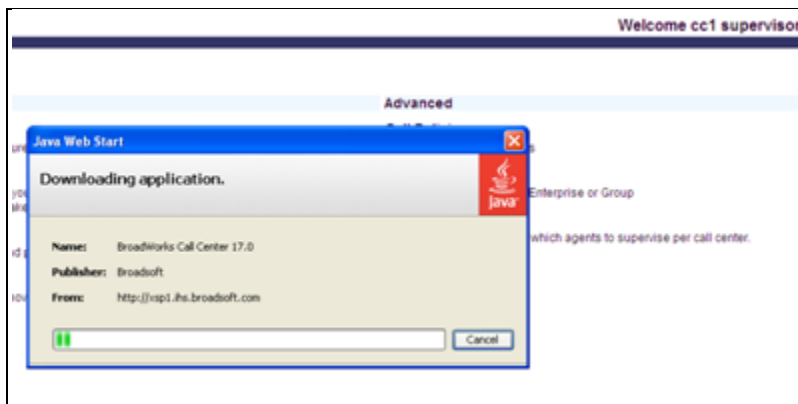 Welcome cc1 supervisor
Advanced
Java Web Start
Downloading application.
Java
Enterprise or Group
which agents to supervise per call center.
Name: BroadWorks Call Center 17.0
Publisher: Broadsoft
From: http://xsp1.ihs.broadsoft.com
Cancel